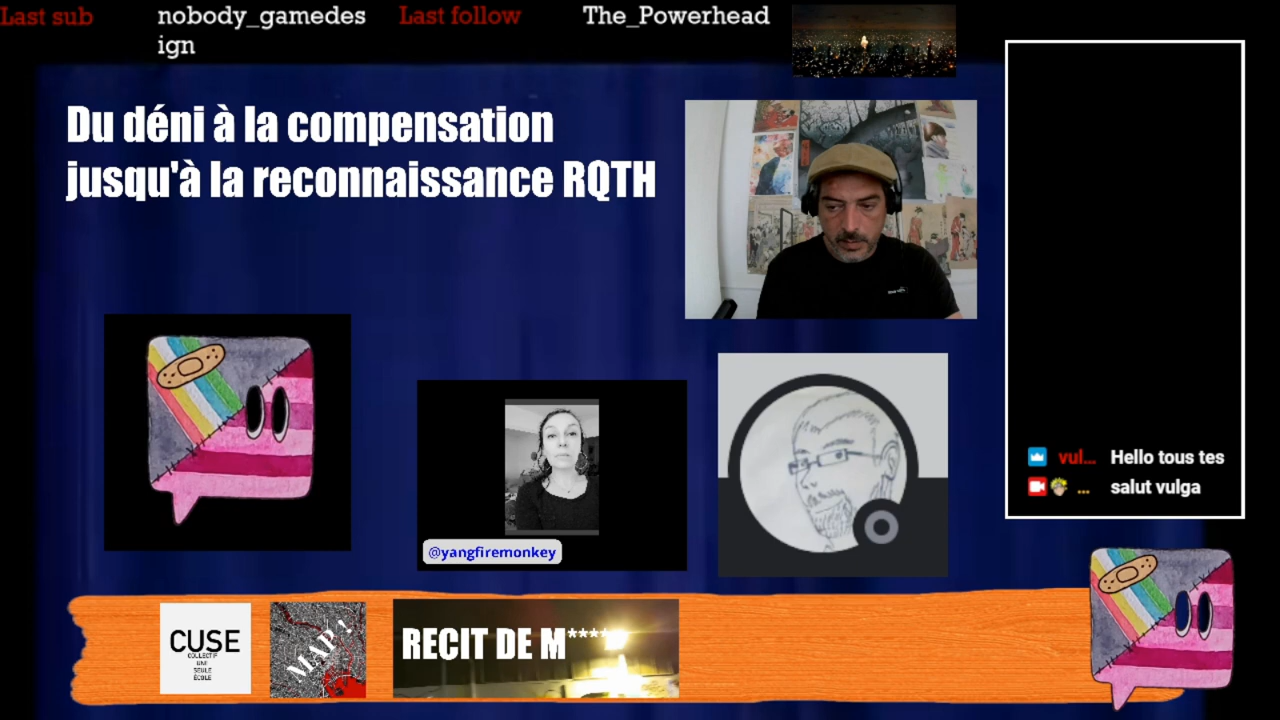 Last sub
nobody_gamedes
ign
Last follow
The_Powerhead
Du déni à la compensation
jusqu'à la reconnaissance RQTH
@yangfiremonkey
vul... Hello tous tes
... salut vulga
CUSE
COLLECTIF
UNE
SEULE
ÉCOLE
MAP !
RECIT DE M****